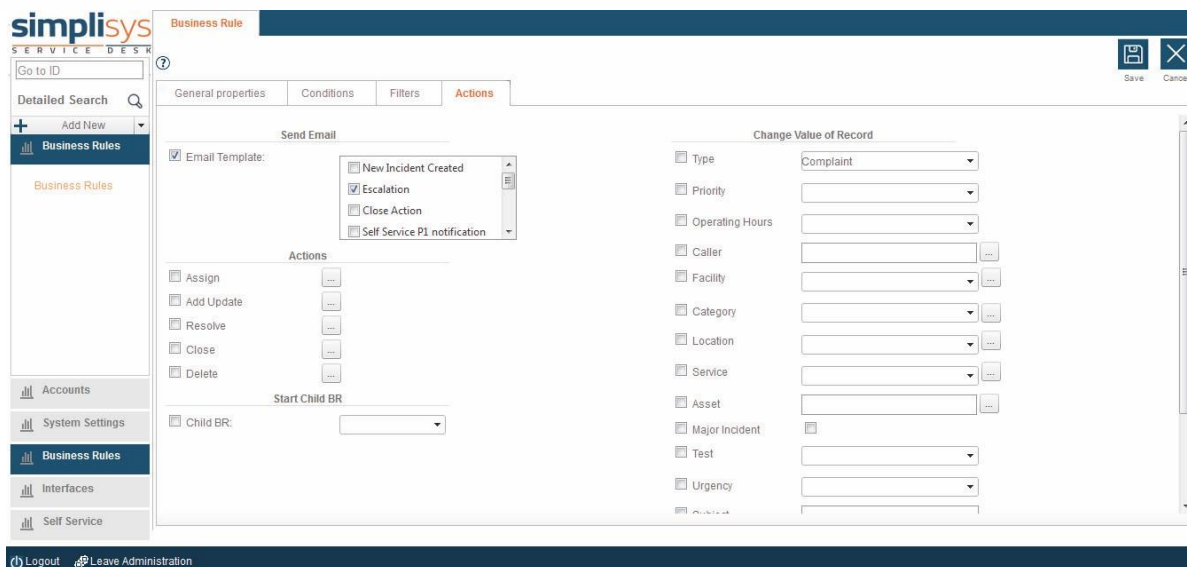 simplisys
SERVICE DESK
Go to ID
Detailed Search
Add New
Business Rules
Business Rules
Accounts
System Settings
Business Rules
Interfaces
Self Service
Business Rule
Save Cancel
General properties Conditions Filters Actions
Send Email
Email Template:
New Incident Created
Escalation
Close Action
Self Service P1 notification
Actions
Assign ...
Add Update ...
Resolve ...
Close ...
Delete ...
Start Child BR
Child BR:
Change Value of Record
Type Complaint
Priority
Operating Hours
Caller ...
Facility ...
Category ...
Location ...
Service ...
Asset ...
Major Incident
Test
Urgency
Subject
Logout Leave Administration